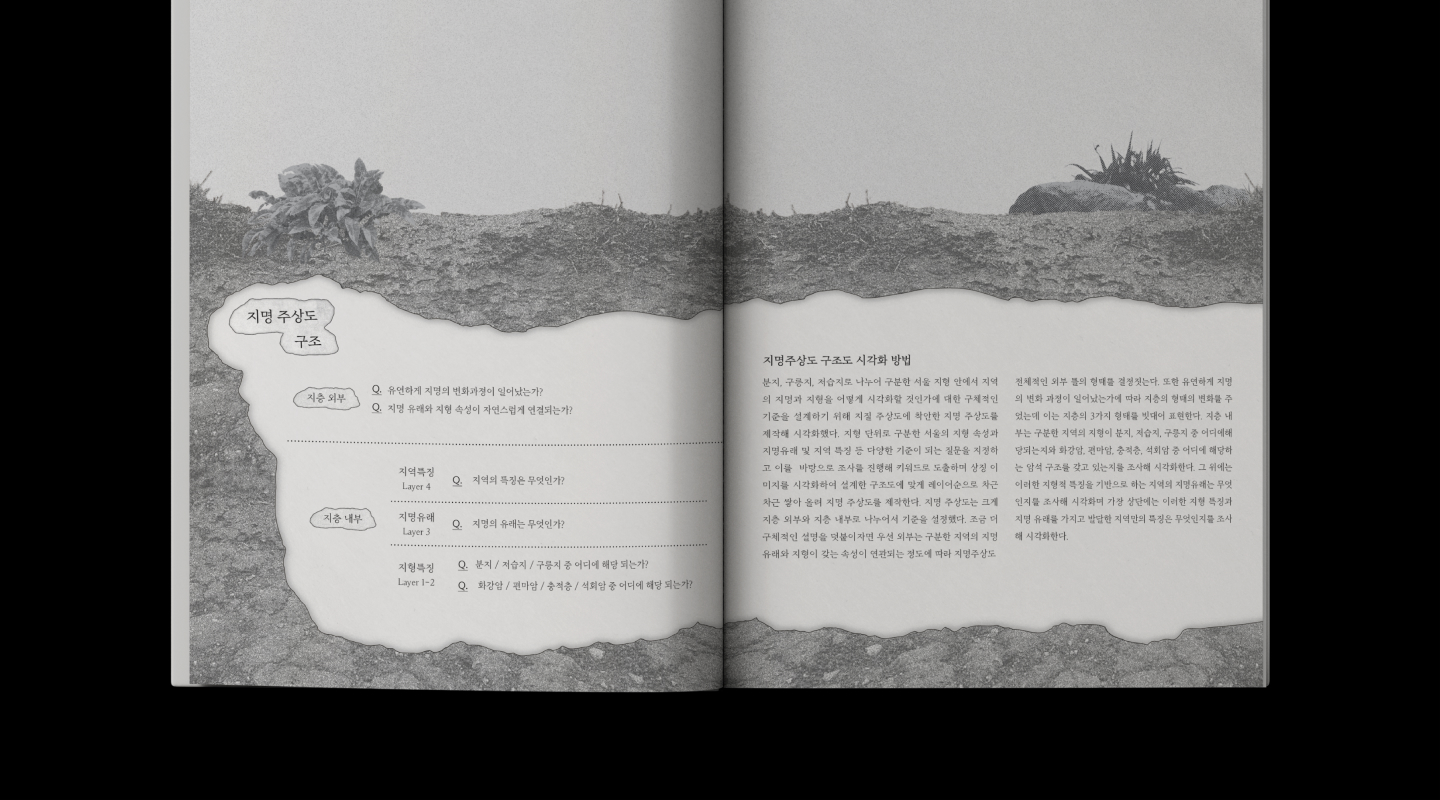 지명 주상도
구조
지층 외부
Q. 유연하게 지명의 변화과정이 일어났는가?
Q. 지명 유래와 지형 속성이 자연스럽게 연결되는가?
지층 내부
지역특징
Layer 4
Q. 지역의 특징은 무엇인가?
지명유래
Layer 3
Q. 지명의 유래는 무엇인가?
지형특징
Layer 1-2
Q. 분지 / 저습지 / 구릉지 중 어디에 해당 되는가?
Q. 화강암 / 편마암 / 충적층 / 석회암 중 어디에 해당 되는가?
지명주상도 구조도 시각화 방법
분지, 구릉지, 저습지로 나누어 구분한 서울 지형 안에서 지역
의 지명과 지형을 어떻게 시각화할 것인가에 대한 구체적인
기준을 설계하기 위해 지질 주상도에 착안한 지명 주상도를
제작해 시각화했다. 지형 단위로 구분한 서울의 지형 속성과
지명유래 및 지역 특징 등 다양한 기준이 되는 질문을 지정하
고 이를 바탕으로 조사를 진행해 키워드로 도출하며 상징 이
미지를 시각화하여 설계한 구조도에 맞게 레이어순으로 차근
차근 쌓아 올려 지명 주상도를 제작한다. 지명 주상도는 크게
지층 외부와 지층 내부로 나누어서 기준을 설정했다. 조금 더
구체적인 설명을 덧붙이자면 우선 외부는 구분한 지역의 지명
유래와 지형이 갖는 속성이 연관되는 정도에 따라 지명주상도
전체적인 외부 틀의 형태를 결정짓는다. 또한 유연하게 지명
의 변화 과정이 일어났는가에 따라 지층의 형태의 변화를 주
었는데 이는 지층의 3가지 형태를 빗대어 표현한다. 지층 내
부는 구분한 지역의 지형이 분지, 저습지, 구릉지 중 어디에해
당되는지와 화강암, 편마암, 충적층, 석회암 중 어디에 해당하
는 암석 구조를 갖고 있는지를 조사해 시각화한다. 그 위에는
이러한 지형적 특징을 기반으로 하는 지역의 지명유래는 무엇
인지를 조사해 시각화며 가장 상단에는 이러한 지형 특징과
지명 유래를 가지고 발달한 지역만의 특징은 무엇인지를 조사
해 시각화한다.